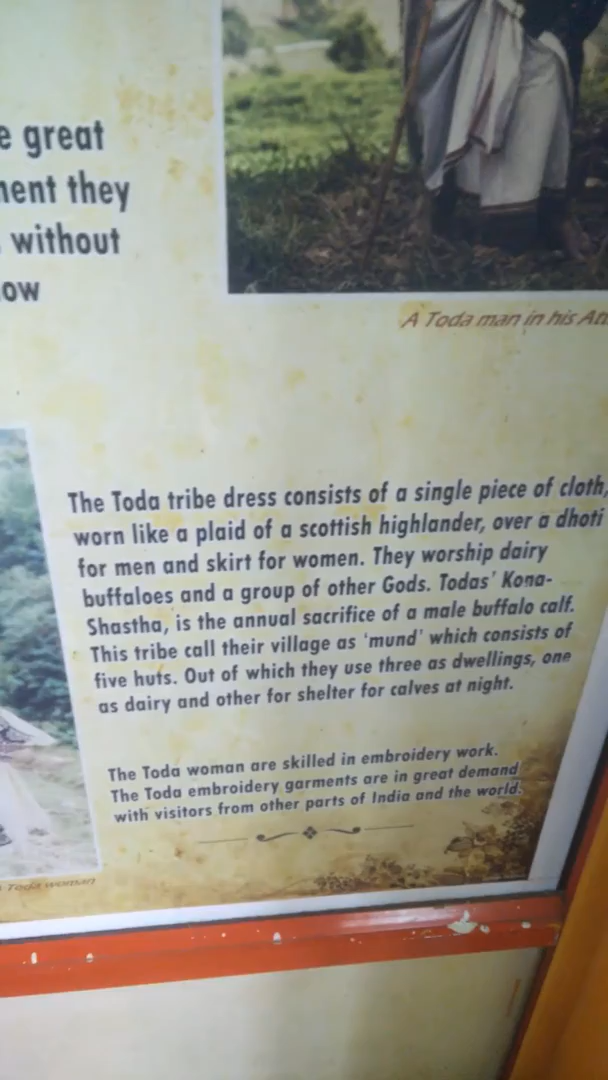 great
they
without
A Toda man in his
The Toda tribe dress consists of a single piece of cloth,
worn like a plaid of a scottish highlander, over a dhoti
for men and skirt for women. They worship dairy
buffaloes and a group of other Gods. Todas' Kona-
Shastha, is the annual sacrifice of a male buffalo calf.
This tribe call their village as 'mund' which consists of
five huts. Out of which they use three as dwellings, one
as dairy and other for shelter for calves at night.
The Toda woman are skilled in embroidery work.
The Toda embroidery garments are in great demand
with visitors from other parts of India and the world.
A Toda woman